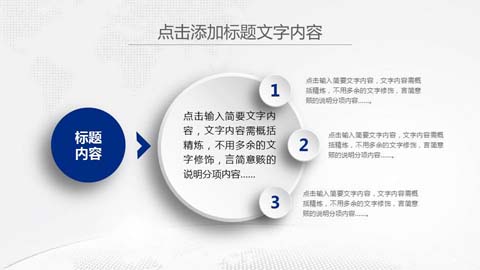 点击添加标题文字内容
标题
内容
点击输入简要文字内
容，文字内容需概括
精炼，不用多余的文
字修饰，言简意赅的
说明分项内容……
1
点击输入简要文字内容，文字内容需概
括精炼，不用多余的文字修饰，言简意
赅的说明分项内容……。
2
点击输入简要文字内容，文字内容需概
括精炼，不用多余的文字修饰，言简意
赅的说明分项内容……。
3
点击输入简要文字内容，文字内容需概
括精炼，不用多余的文字修饰，言简意
赅的说明分项内容……。